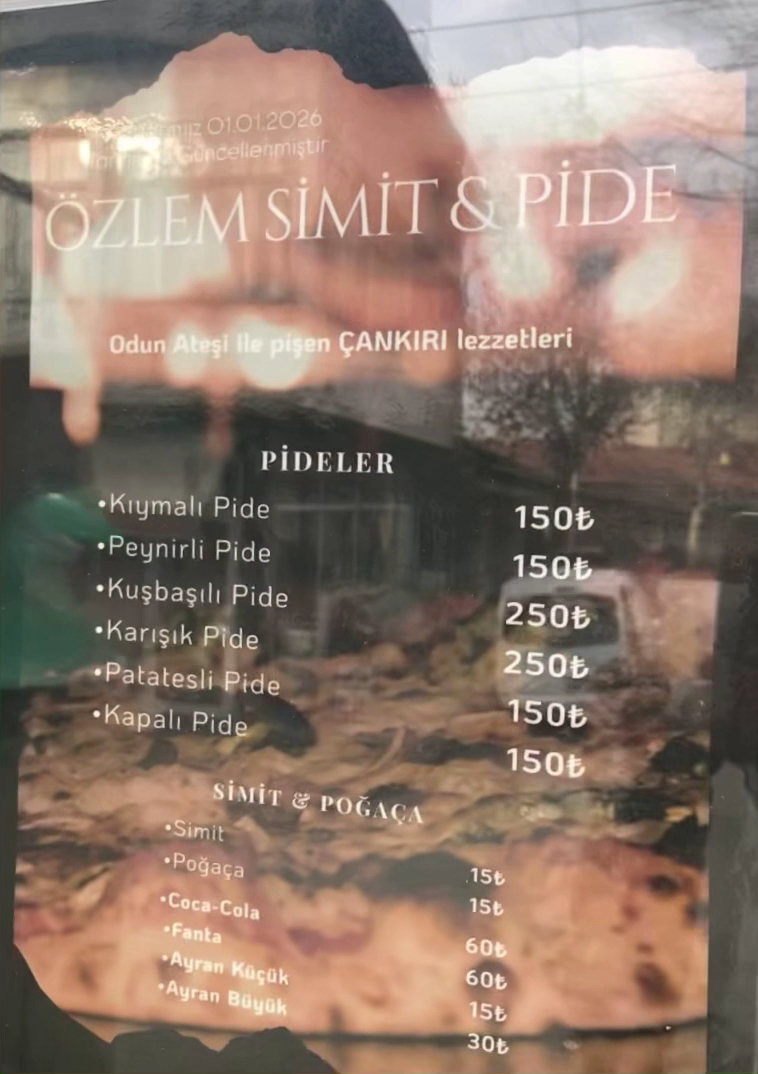 01.01.2026
Güncellenmiştir
ÖZLEM SİMİT & PİDE
Odun Ateşi ile pişen ÇANKIRI lezzetleri
PİDELER
•Kıymalı Pide 150₺
•Peynirli Pide 150₺
•Kuşbaşılı Pide 250₺
•Karışık Pide 250₺
•Patatesli Pide 150₺
•Kapalı Pide 150₺
SİMİT & POĞAÇA
•Simit 15₺
•Poğaça 15₺
•Coca-Cola 60₺
•Fanta 60₺
•Ayran Küçük 15₺
•Ayran Büyük 30₺